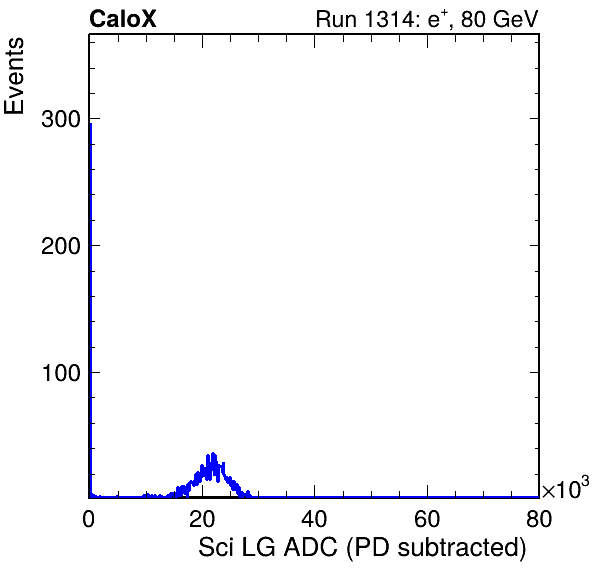 CaloX Run 1314: e⁺, 80 GeV
Events
300
200
100
0 20 40 60 80
×10³
Sci LG ADC (PD subtracted)